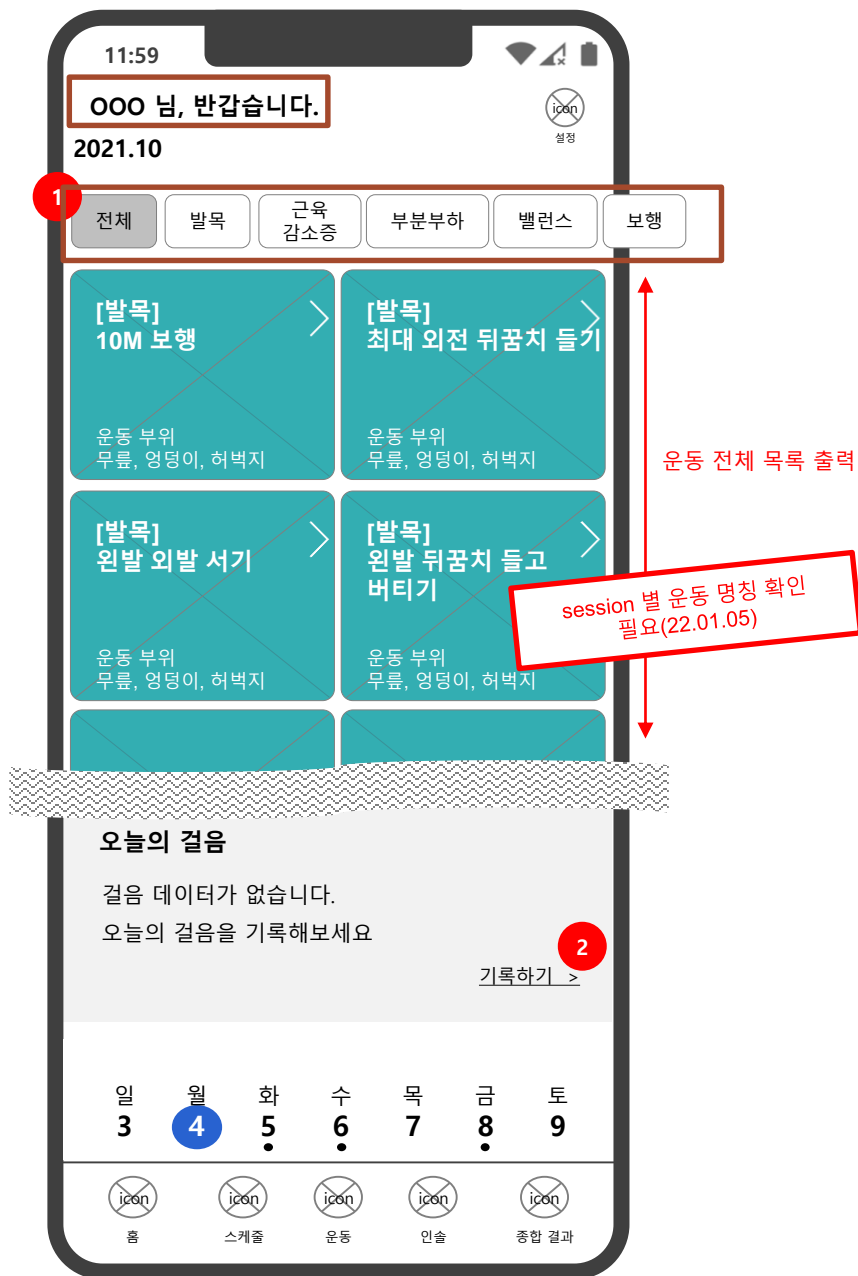 11:59
OOO 님, 반갑습니다.
icon
설정
2021.10
1
전체
발목
근육
감소증
부분부하
밸런스
보행
[발목]
10M 보행
운동 부위
무릎, 엉덩이, 허벅지
[발목]
최대 외전 뒤꿈치 들기
운동 부위
무릎, 엉덩이, 허벅지
운동 전체 목록 출력
[발목]
왼발 외발 서기
운동 부위
무릎, 엉덩이, 허벅지
[발목]
왼발 뒤꿈치 들고
버티기
운동 부위
무릎, 엉덩이, 허벅지
session 별 운동 명칭 확인
필요(22.01.05)
오늘의 걸음
걸음 데이터가 없습니다.
오늘의 걸음을 기록해보세요
2
기록하기 >
일 월 화 수 목 금 토
3 4 5 6 7 8 9
icon icon icon icon icon
홈 스케줄 운동 인솔 종합 결과